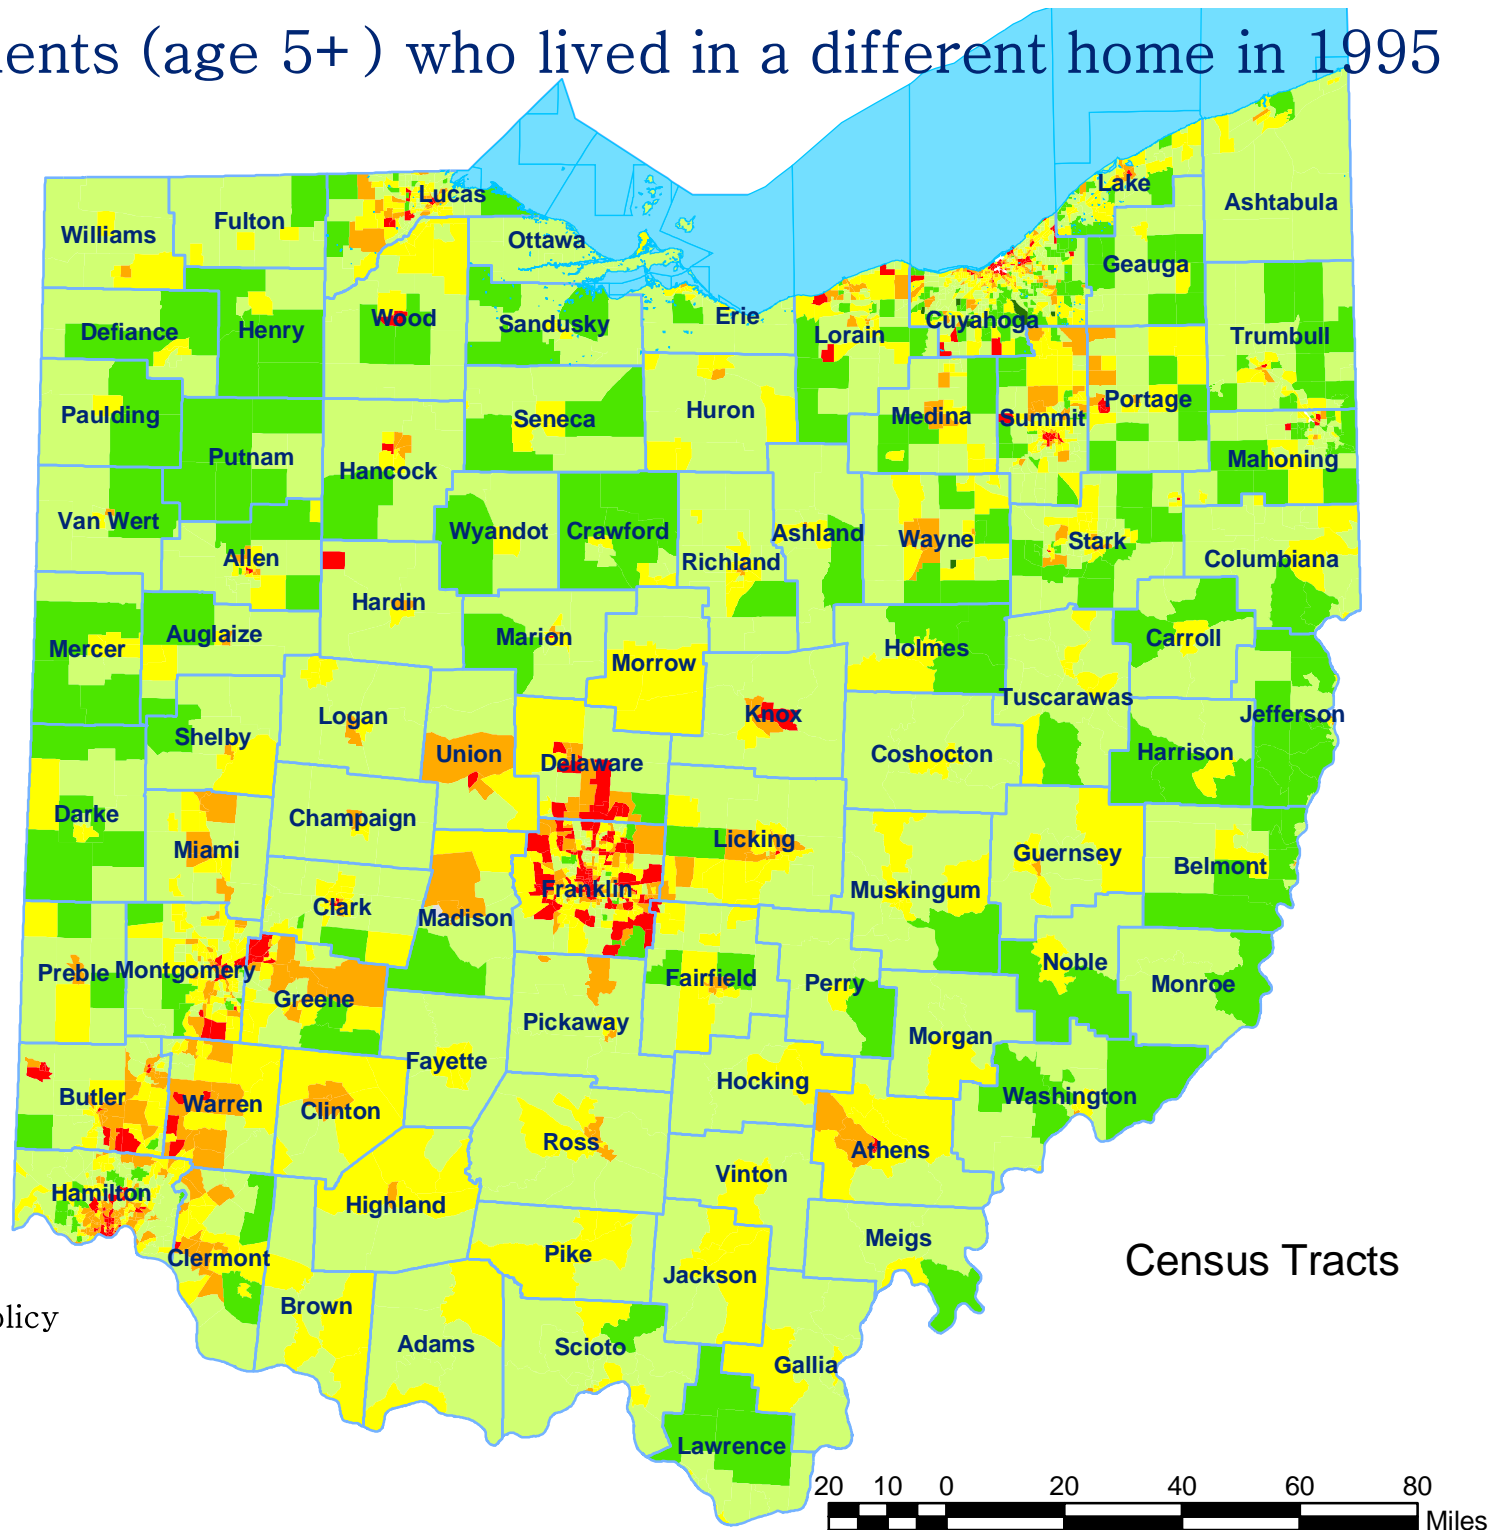 ents (age 5+) who lived in a different home in 1995
Lucas
Lake
Ashtabula
Fulton
Williams
Ottawa
Geauga
Defiance
Henry
Wood
Sandusky
Erie
Lorain
Cuyahoga
Trumbull
Paulding
Seneca
Huron
Medina
Summit
Portage
Putnam
Hancock
Mahoning
Van Wert
Allen
Wyandot
Crawford
Richland
Ashland
Wayne
Stark
Columbiana
Hardin
Mercer
Auglaize
Marion
Morrow
Holmes
Carroll
Tuscarawas
Logan
Knox
Jefferson
Shelby
Union
Delaware
Coshocton
Harrison
Darke
Champaign
Miami
Licking
Guernsey
Belmont
Clark
Madison
Franklin
Muskingum
Preble
Montgomery
Greene
Fairfield
Perry
Noble
Monroe
Pickaway
Morgan
Fayette
Hocking
Butler
Warren
Clinton
Washington
Ross
Athens
Vinton
Hamilton
Highland
Clermont
Pike
Meigs
Jackson
Census Tracts
Brown
Adams
Scioto
Gallia
olicy
Lawrence
20 10 0 20 40 60 80
Miles